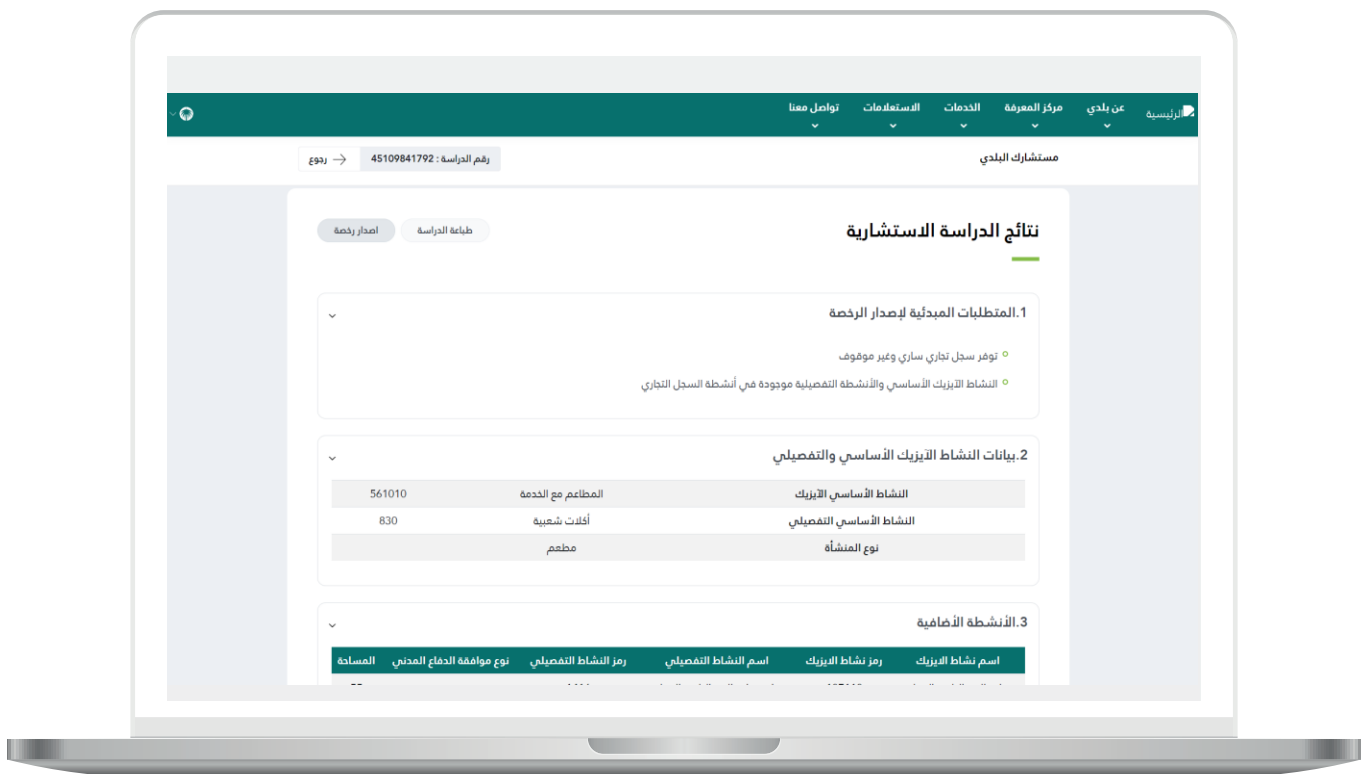 الرئيسية عن بلدي مركز المعرفة الخدمات الاستعلامات تواصل معنا
مستشارك البلدي رقم الدراسة : 45109841792 رجوع
نتائج الدراسة الاستشارية طباعة الدراسة اصدار رخصة
1.المتطلبات المبدئية لإصدار الرخصة
توفر سجل تجاري ساري وغير موقوف
النشاط الآيزيك الأساسي والأنشطة التفصيلية موجودة في أنشطة السجل التجاري
2.بيانات النشاط الآيزيك الأساسي والتفصيلي
النشاط الأساسي الآيزيك المطاعم مع الخدمة 561010
النشاط الأساسي التفصيلي أكلات شعبية 830
نوع المنشأة مطعم
3.الأنشطة الأضافية
اسم نشاط الايزيك رمز نشاط الايزيك اسم النشاط التفصيلي رمز النشاط التفصيلي نوع موافقة الدفاع المدني المساحة